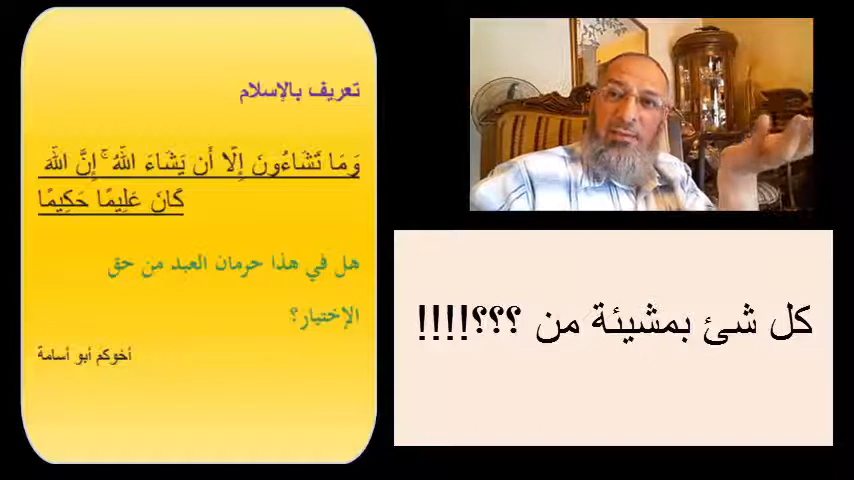 تعريف بالإسلام
وَمَا تَشَاءُونَ إِلَّا أَن يَشَاءَ اللَّهُ ۚ إِنَّ اللَّهَ
كَانَ عَلِيمًا حَكِيمًا
هل في هذا حرمان العبد من حق
الإختيار؟
أخوكم أبو أسامة
كل شئ بمشيئة من ؟؟؟!!!!